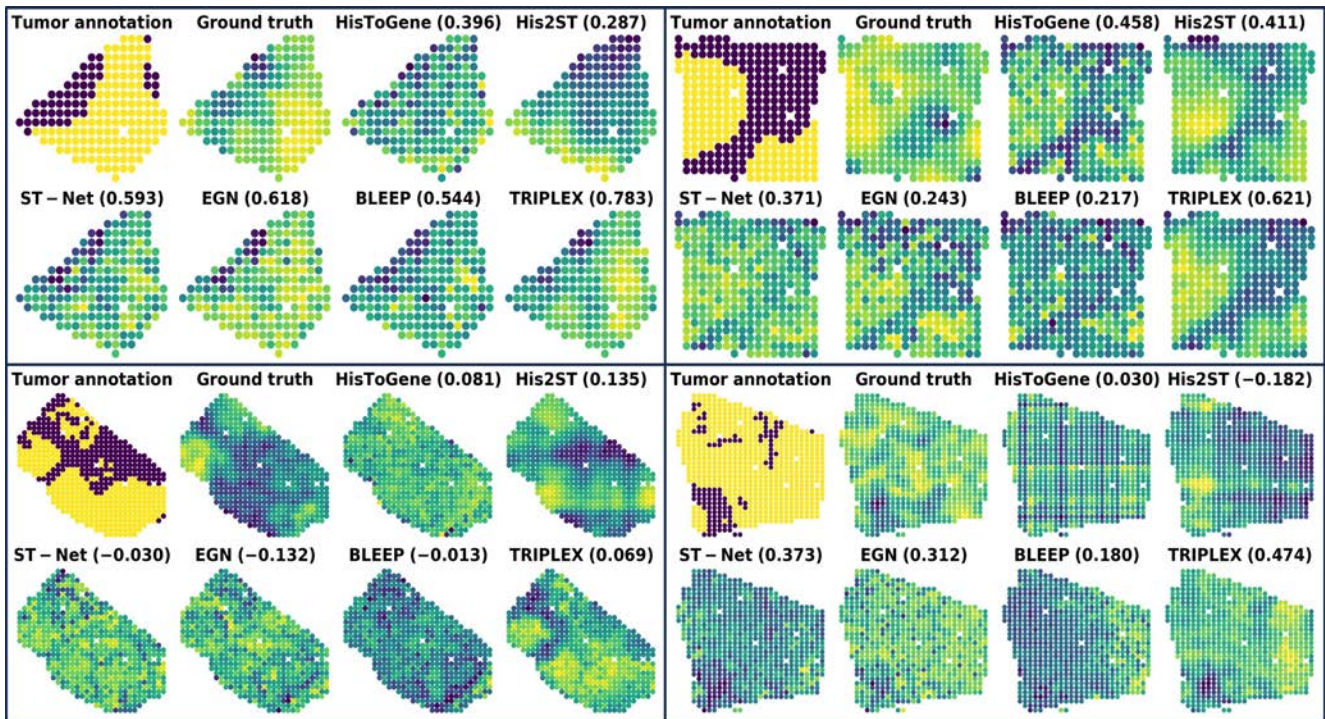 Tumor annotation Ground truth HisToGene (0.396) His2ST (0.287)
ST − Net (0.593) EGN (0.618) BLEEP (0.544) TRIPLEX (0.783)
Tumor annotation Ground truth HisToGene (0.458) His2ST (0.411)
ST − Net (0.371) EGN (0.243) BLEEP (0.217) TRIPLEX (0.621)
Tumor annotation Ground truth HisToGene (0.081) His2ST (0.135)
ST − Net (−0.030) EGN (−0.132) BLEEP (−0.013) TRIPLEX (0.069)
Tumor annotation Ground truth HisToGene (0.030) His2ST (−0.182)
ST − Net (0.373) EGN (0.312) BLEEP (0.180) TRIPLEX (0.474)